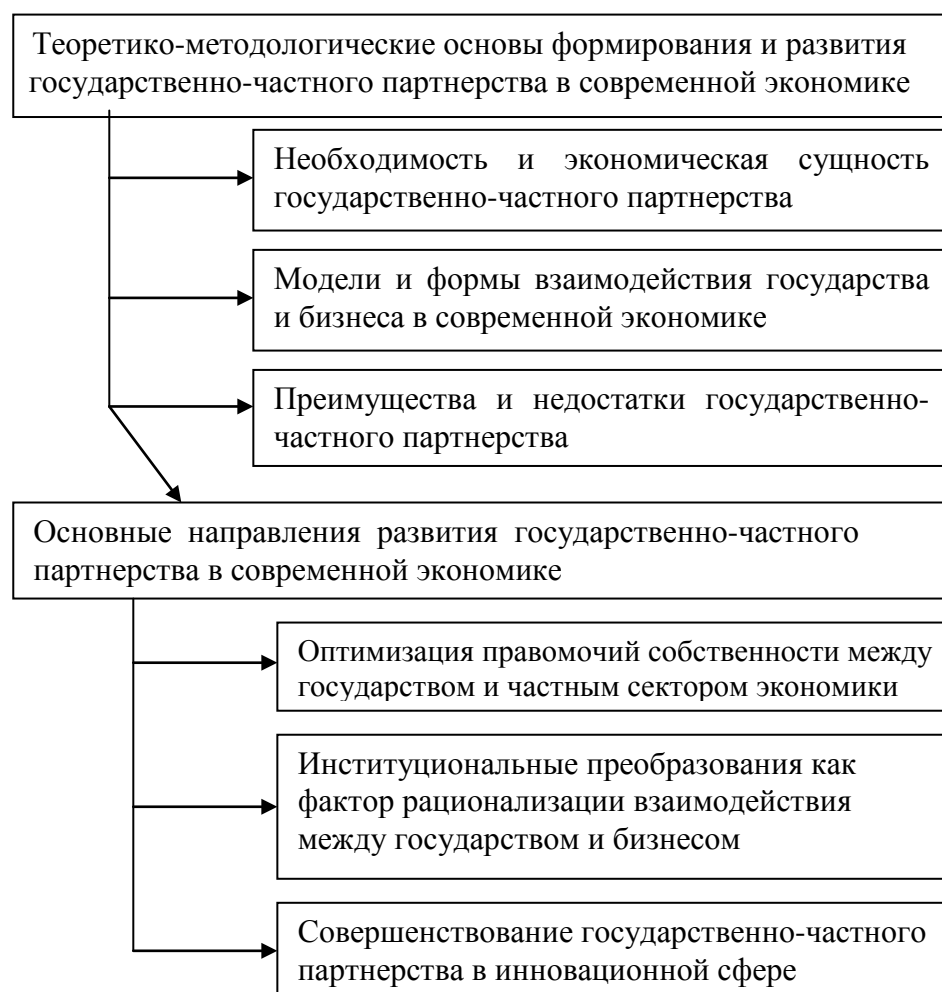 Теоретико-методологические основы формирования и развития
государственно-частного партнерства в современной экономике
Необходимость и экономическая сущность
государственно-частного партнерства
Модели и формы взаимодействия государства
и бизнеса в современной экономике
Преимущества и недостатки государственно-
частного партнерства
Основные направления развития государственно-частного
партнерства в современной экономике
Оптимизация правомочий собственности между
государством и частным сектором экономики
Институциональные преобразования как
фактор рационализации взаимодействия
между государством и бизнесом
Совершенствование государственно-частного
партнерства в инновационной сфере